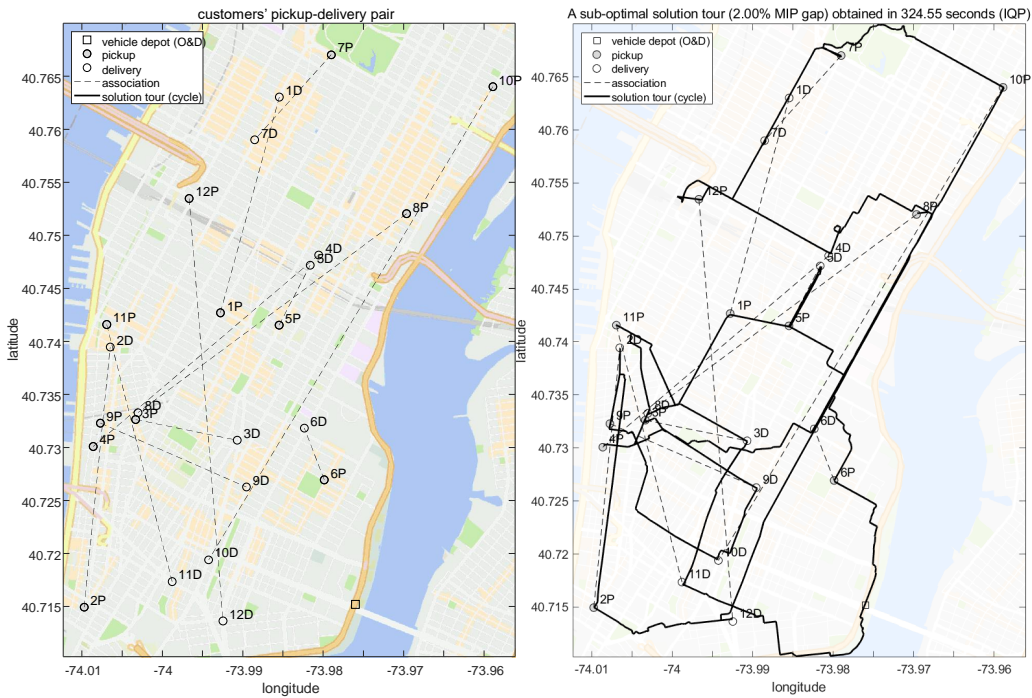 customers' pickup-delivery pair
vehicle depot (O&D)
pickup
delivery
association
solution tour (cycle)
7P
10P
1D
7D
12P
8P
4D
5D
1P
5P
11P
2D
8D
3P
9P
4P
6D
3D
6P
9D
10D
11D
2P
12D
40.765
40.76
40.755
40.75
40.745
40.74
40.735
40.73
40.725
40.72
40.715
latitude
-74.01
-74
-73.99
-73.98
-73.97
-73.96
longitude
A sub-optimal solution tour (2.00% MIP gap) obtained in 324.55 seconds (IQP)
vehicle depot (O&D)
pickup
delivery
association
solution tour (cycle)
7P
10P
1D
7D
12P
8P
4D
5D
1P
5P
11P
2D
8D
3P
9P
4P
6D
3D
6P
9D
10D
11D
2P
12D
40.765
40.76
40.755
40.75
40.745
40.74
40.735
40.73
40.725
40.72
40.715
latitude
-74.01
-74
-73.99
-73.98
-73.97
-73.96
longitude